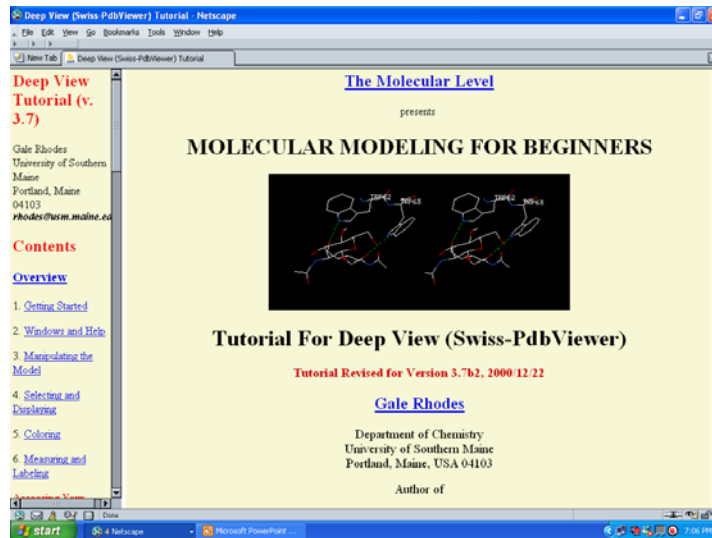 Deep View (Swiss-PdbViewer) Tutorial - Netscape
File Edit View Go Bookmarks Tools Window Help
New Tab Deep View (Swiss-PdbViewer) Tutorial
Deep View
Tutorial (v.
3.7)
Gale Rhodes
University of Southern
Maine
Portland, Maine
04103
rhodes@usm.maine.ed
Contents
Overview
1. Getting Started
2. Windows and Help
3. Manipulating the
Model
4. Selecting and
Displaying
5. Coloring
6. Measuring and
Labeling
The Molecular Level
presents
MOLECULAR MODELING FOR BEGINNERS
TRP62 TRP63
TRP62 TRP63
Tutorial For Deep View (Swiss-PdbViewer)
Tutorial Revised for Version 3.7b2, 2000/12/22
Gale Rhodes
Department of Chemistry
University of Southern Maine
Portland, Maine, USA 04103
Author of
Done
start 4 Netscape Microsoft PowerPoint ... 7:06 PM